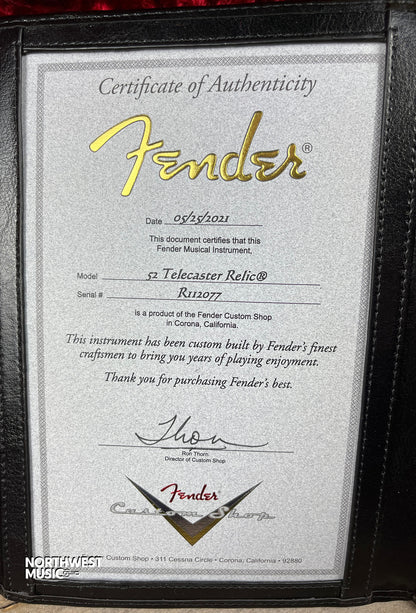 Certificate of Authenticity
Fender®
Date 05/25/2021
This document certifies that this
Fender Musical Instrument,
Model 52 Telecaster Relic®
Serial # R112077
is a product of the Fender Custom Shop
in Corona, California.
This instrument has been custom built by Fender's finest
craftsmen to bring you years of playing enjoyment.
Thank you for purchasing Fender's best.
Thorn
Ron Thorn
Director of Custom Shop
Fender
Custom Shop
Custom Shop • 311 Cessna Circle • Corona, California • 92880
NORTHWEST
MUSIC